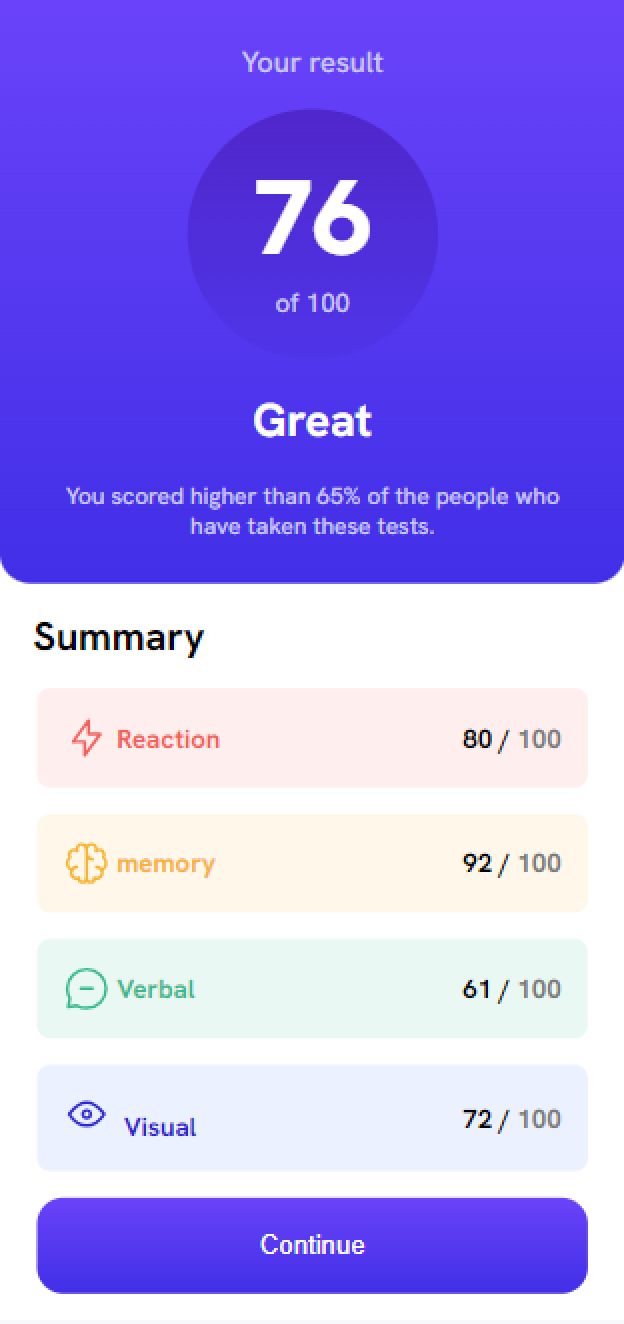 Your result
76
of 100
Great
You scored higher than 65% of the people who
have taken these tests.
Summary
Reaction 80 / 100
memory 92 / 100
Verbal 61 / 100
Visual 72 / 100
Continue